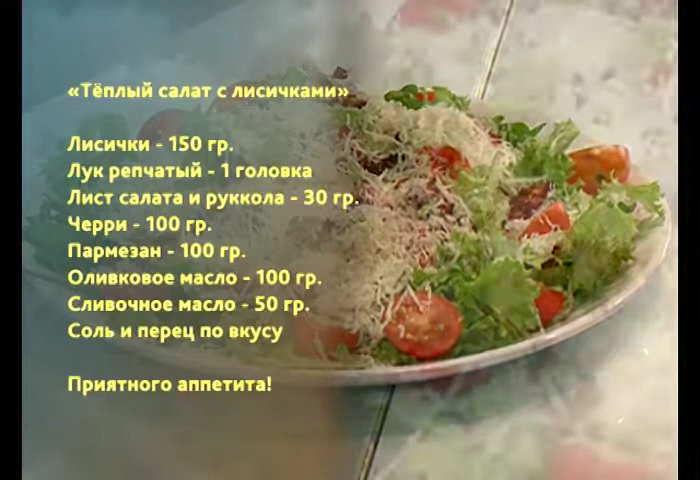 «Тёплый салат с лисичками»
Лисички - 150 гр.
Лук репчатый - 1 головка
Лист салата и руккола - 30 гр.
Черри - 100 гр.
Пармезан - 100 гр.
Оливковое масло - 100 гр.
Сливочное масло - 50 гр.
Соль и перец по вкусу
Приятного аппетита!